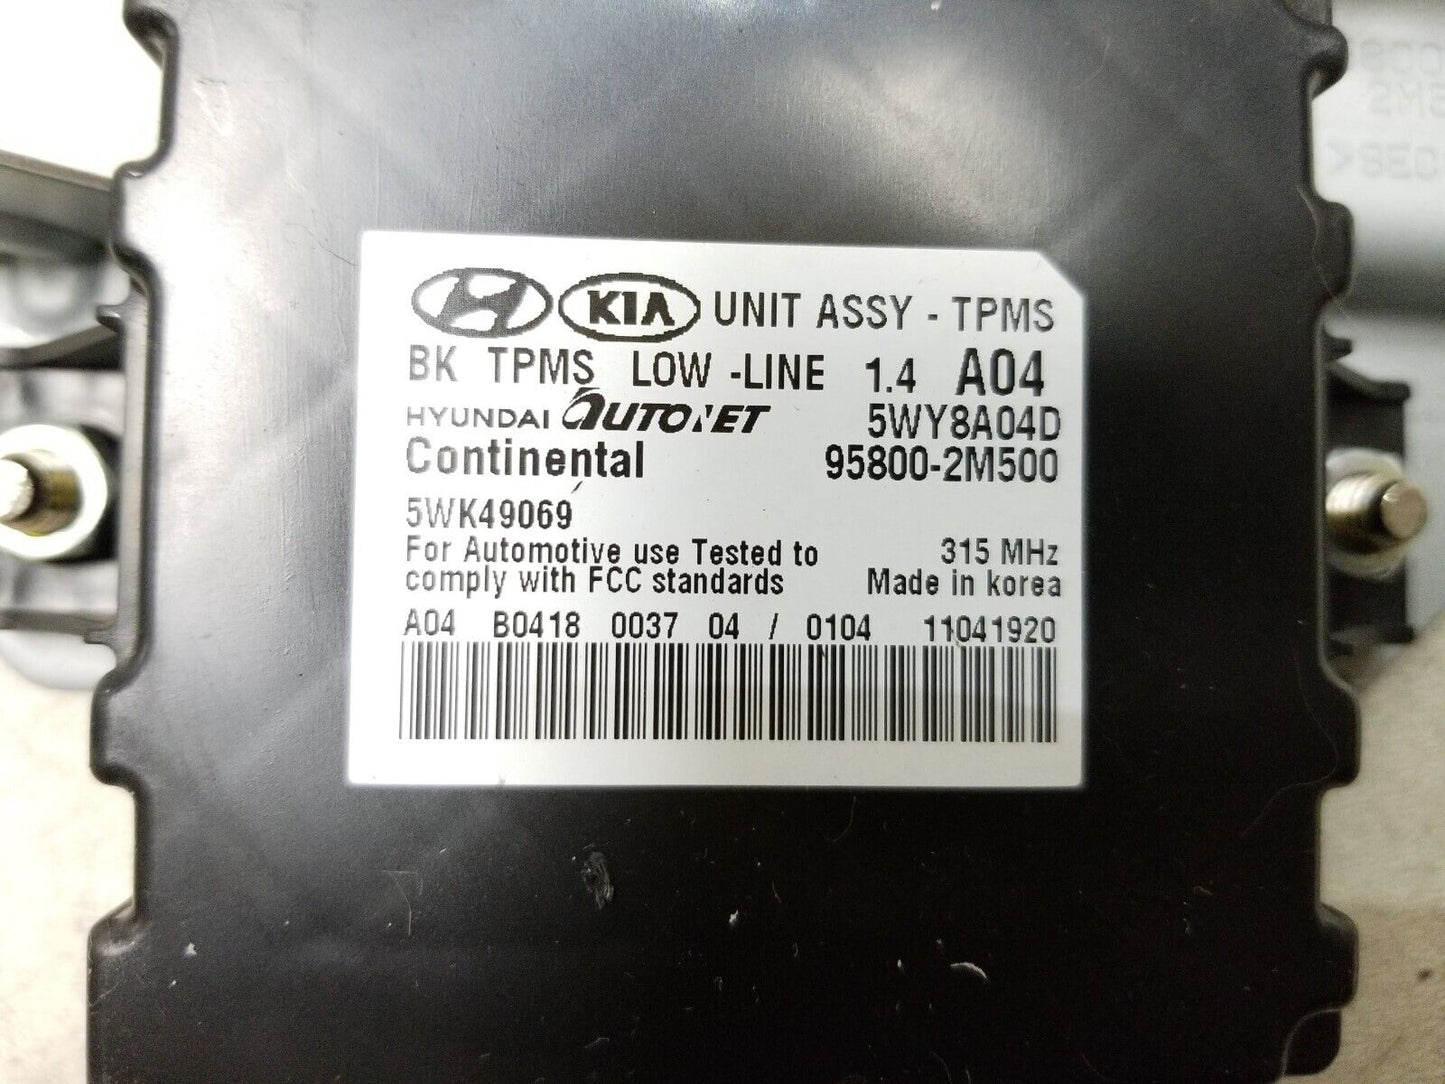 KIA UNIT ASSY - TPMS
BK TPMS LOW -LINE 1.4 A04
HYUNDAI AUTONET 5WY8A04D
Continental 95800-2M500
5WK49069
For Automotive use Tested to 315 MHz
comply with FCC standards Made in korea
A04 B0418 0037 04 / 0104 11041920